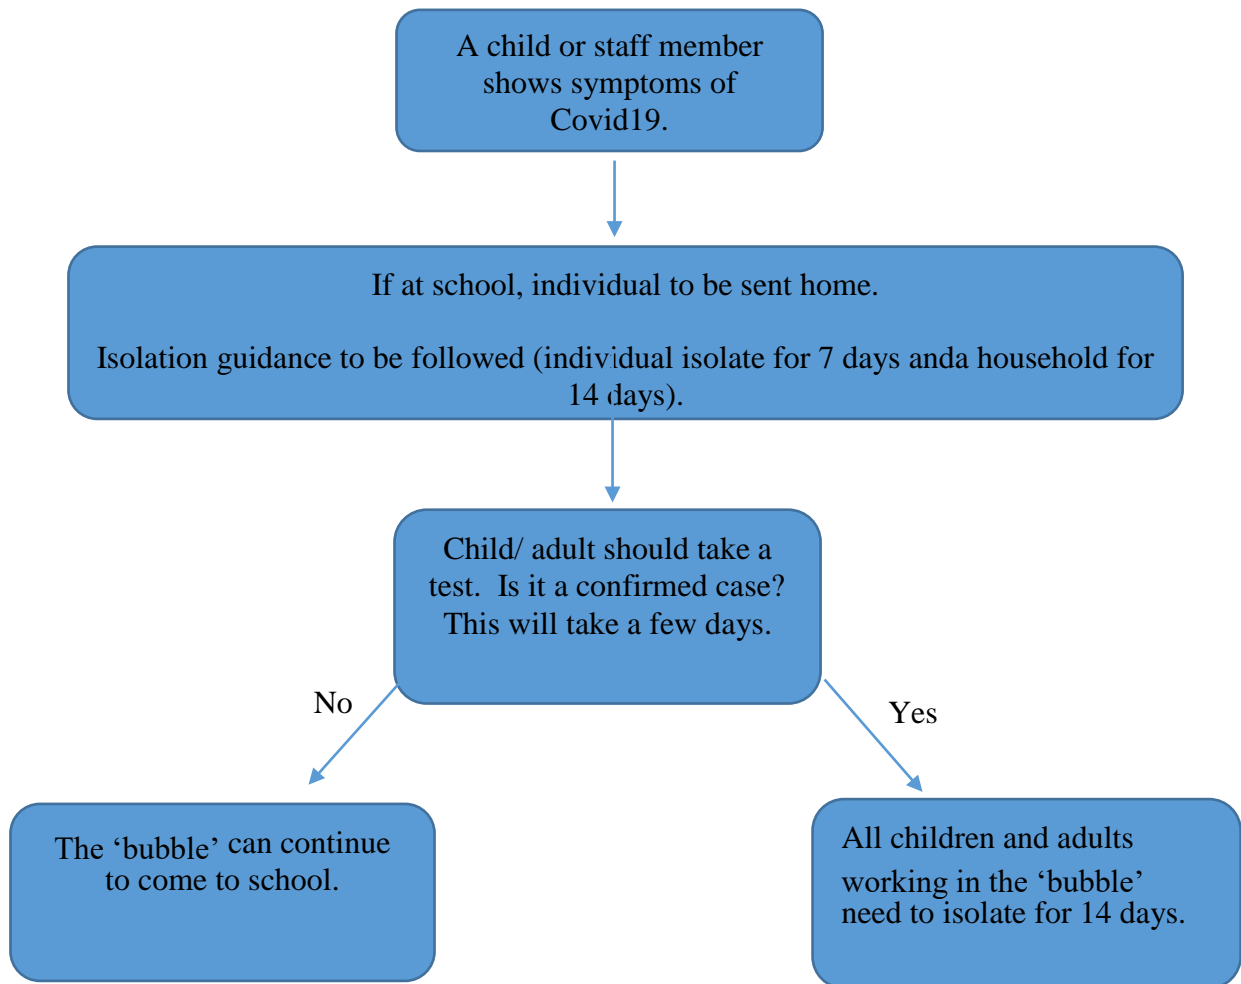 A child or staff member
shows symptoms of
Covid19.
If at school, individual to be sent home.
Isolation guidance to be followed (individual isolate for 7 days anda household for
14 days).
Child/ adult should take a
test.  Is it a confirmed case?
This will take a few days.
No
Yes
The ‘bubble’ can continue
to come to school.
All children and adults
working in the ‘bubble’
need to isolate for 14 days.